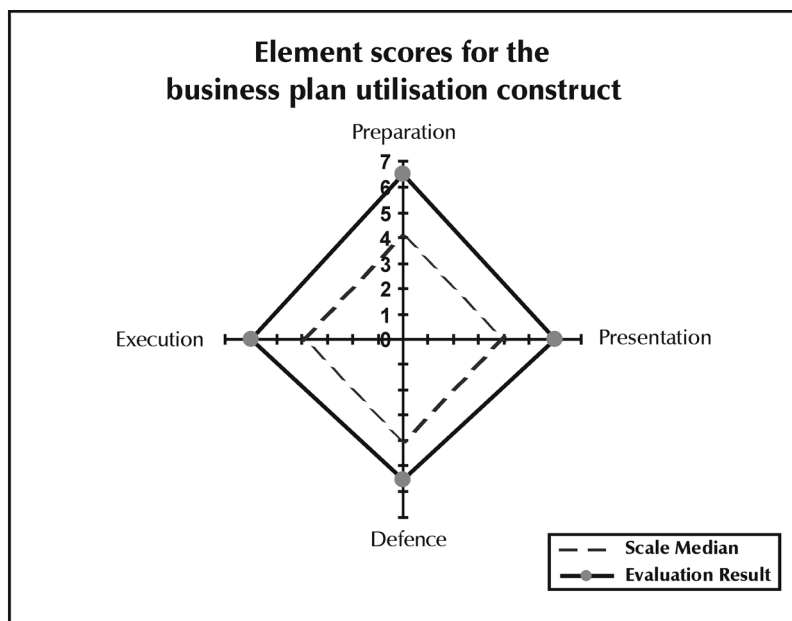 Element scores for the
business plan utilisation construct
Preparation
7
6
5
4
3
2
1
0
Execution
Presentation
Defence
Scale Median
Evaluation Result